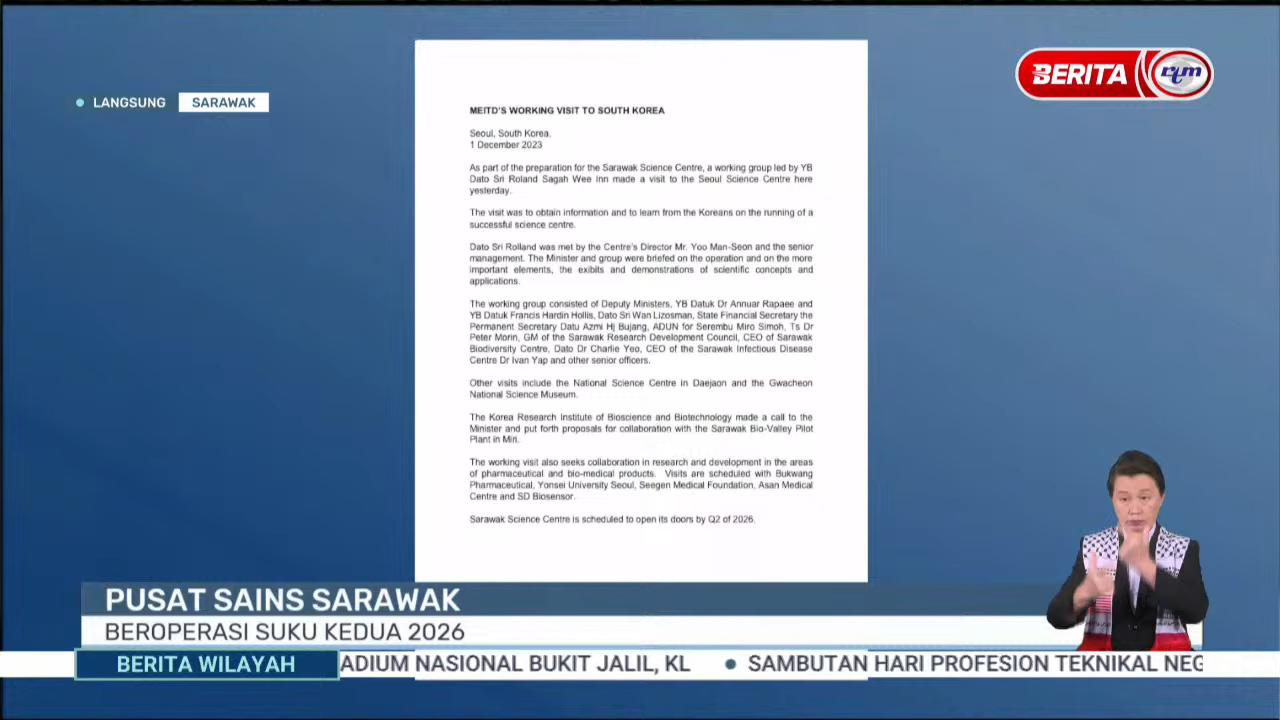 BERITA rtm
LANGSUNG SARAWAK
MEITD'S WORKING VISIT TO SOUTH KOREA
Seoul, South Korea.
1 December 2023
As part of the preparation for the Sarawak Science Centre, a working group led by YB
Dato Sri Roland Sagah Wee Inn made a visit to the Seoul Science Centre here
yesterday.
The visit was to obtain information and to learn from the Koreans on the running of a
successful science centre.
Dato Sri Rolland was met by the Centre's Director Mr. Yoo Man-Seon and the senior
management. The Minister and group were briefed on the operation and on the more
important elements, the exibits and demonstrations of scientific concepts and
applications.
The working group consisted of Deputy Ministers, YB Datuk Dr Annuar Rapaee and
YB Datuk Francis Hardin Hollis, Dato Sri Wan Lizosman, State Financial Secretary the
Permanent Secretary Datu Azmi Hj Bujang, ADUN for Serembu Miro Simoh, Ts Dr
Peter Morin, GM of the Sarawak Research Development Council, CEO of Sarawak
Biodiversity Centre, Dato Dr Charlie Yeo, CEO of the Sarawak Infectious Disease
Centre Dr Ivan Yap and other senior officers.
Other visits include the National Science Centre in Daejaon and the Gwacheon
National Science Museum.
The Korea Research Institute of Bioscience and Biotechnology made a call to the
Minister and put forth proposals for collaboration with the Sarawak Bio-Valley Pilot
Plant in Miri.
The working visit also seeks collaboration in research and development in the areas
of pharmaceutical and bio-medical products. Visits are scheduled with Bukwang
Pharmaceutical, Yonsei University Seoul, Seegen Medical Foundation, Asan Medical
Centre and SD Biosensor.
Sarawak Science Centre is scheduled to open its doors by Q2 of 2026.
PUSAT SAINS SARAWAK
BEROPERASI SUKU KEDUA 2026
BERITA WILAYAH ADIUM NASIONAL BUKIT JALIL, KL • SAMBUTAN HARI PROFESION TEKNIKAL NEG